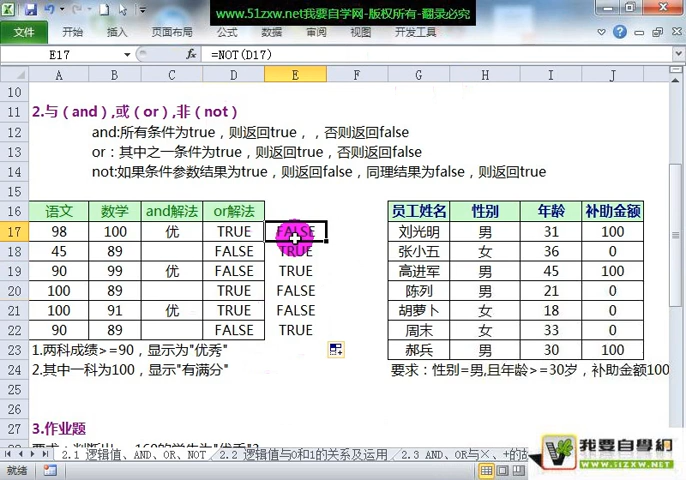 www.51zxw.net我要自学网-版权所有-翻录必究
文件 开始 插入 页面布局 公式 数据 审阅 视图 开发工具
E17 fx =NOT(D17)
A B C D E F G H I J
10
11 2.与（and）,或（or）,非（not）
12 and:所有条件为true，则返回true，，否则返回false
13 or：其中之一条件为true，则返回true，否则返回false
14 not:如果条件参数结果为true，则返回false，同理结果为false，则返回true
15
16 语文 数学 and解法 or解法 员工姓名 性别 年龄 补助金额
17 98 100 优 TRUE FALSE 刘光明 男 31 100
18 45 89 FALSE TRUE 张小五 女 36 0
19 90 99 优 FALSE TRUE 高进军 男 45 100
20 100 89 TRUE FALSE 陈列 男 21 0
21 100 91 优 TRUE FALSE 胡萝卜 女 18 0
22 90 89 FALSE TRUE 周末 女 33 0
23 1.两科成绩>=90，显示为"优秀" 郝兵 男 30 100
24 2.其中一科为100，显示"有满分" 要求：性别=男,且年龄>=30岁，补助金额100
25
26
27 3.作业题
2.1 逻辑值、AND、OR、NOT 2.2 逻辑值与0和1的关系及运用 2.3 AND、OR与×、+的
就绪
我要自學網
www.51zxw.net